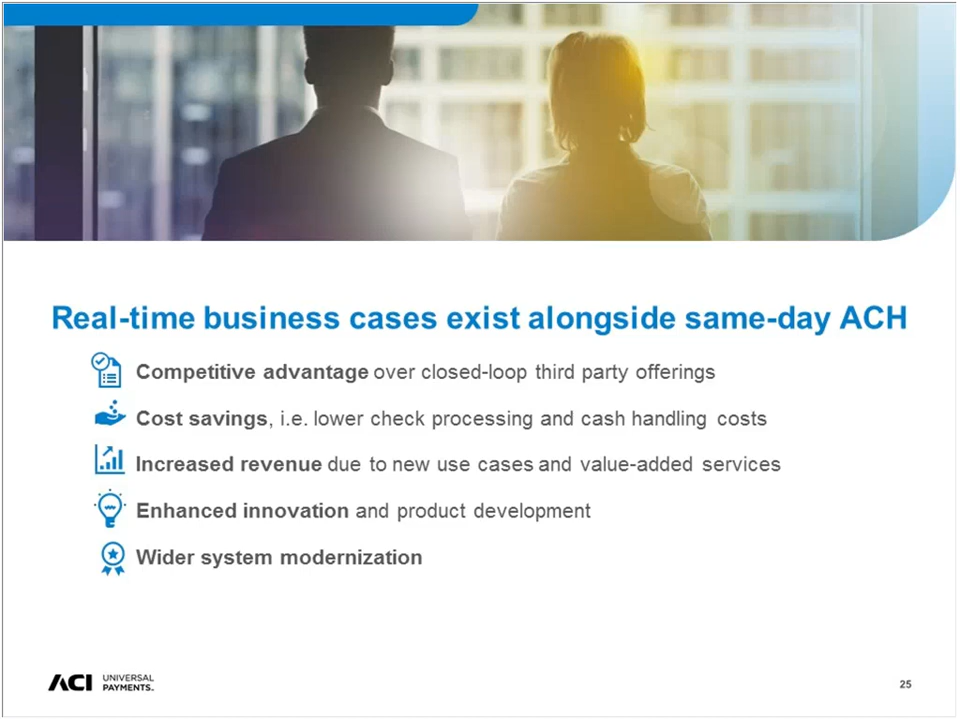 Real-time business cases exist alongside same-day ACH
Competitive advantage over closed-loop third party offerings
Cost savings, i.e. lower check processing and cash handling costs
Increased revenue due to new use cases and value-added services
Enhanced innovation and product development
Wider system modernization
ACI UNIVERSAL
PAYMENTS.
25